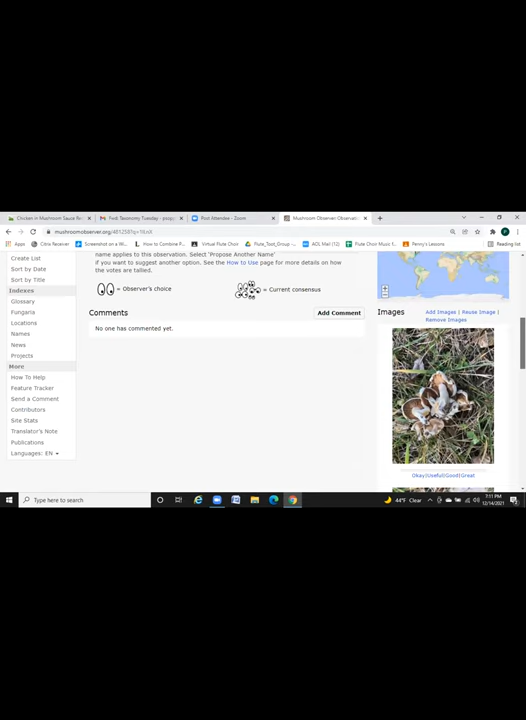 Chicken in Mushroom Sauce Re
Fwd: Taxonomy Tuesday
Post Attendee - Zoom
Mushroom Observer: Observatio
mushroomobserver.org
Apps
Citrix Receiver
Screenshot on a W
How to Combine P
Virtual Flute Choir
Flute_Toot_Group
AOL Mail (12)
Flute Choir Music f
Penny's Lessons
Reading list
Create List
Sort by Date
Sort by Title
Indexes
Glossary
Fungaria
Locations
Names
News
Projects
More
How To Help
Feature Tracker
Send a Comment
Contributors
Site Stats
Translator's Note
Publications
Languages: EN
name applies to this observation. Select 'Propose Another Name'
if you want to suggest another option. See the How to Use page for more details on how
the votes are tallied.
= Observer's choice
= Current consensus
Comments
Add Comment
No one has commented yet.
Images
Add Images | Reuse Image |
Remove Images
Okay|Useful|Good|Great
Type here to search
44°F Clear
7:11 PM
12/14/2021